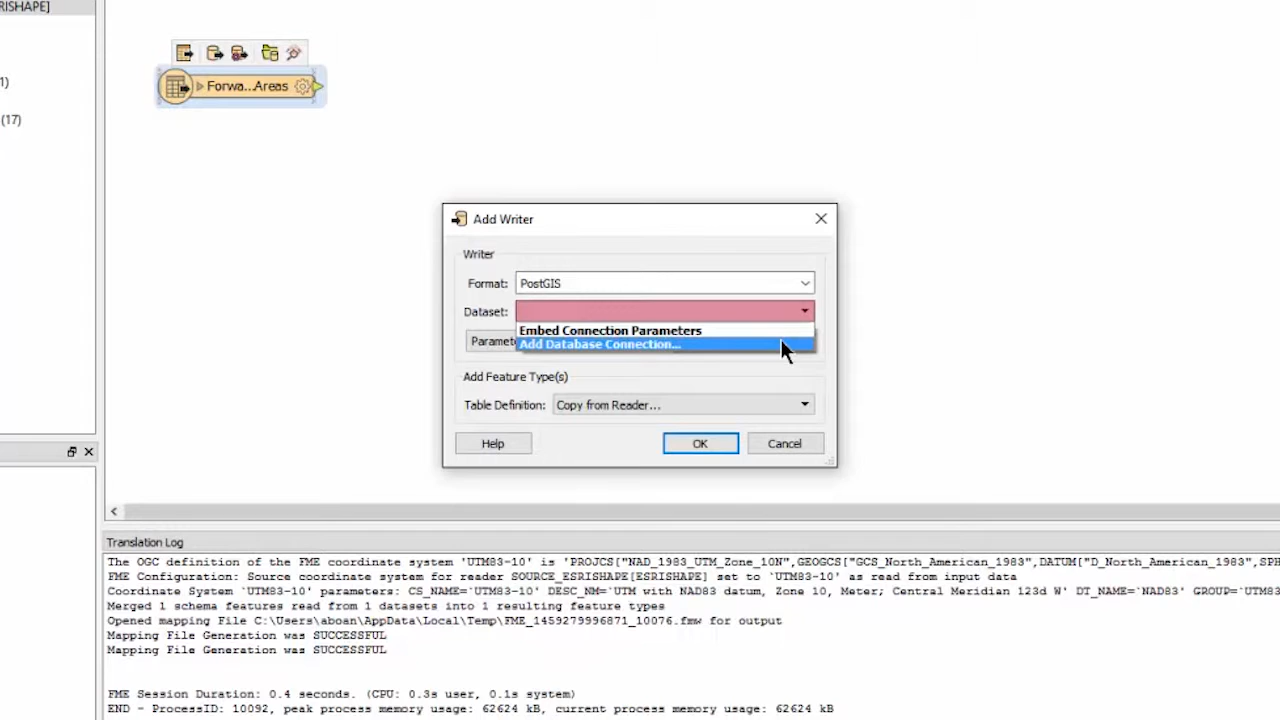 RISHAPE]
1)
(17)
Forwa...Areas
Add Writer
Writer
Format: PostGIS
Dataset:
Embed Connection Parameters
Add Database Connection...
Add Feature Type(s)
Table Definition: Copy from Reader...
Help OK Cancel
Translation Log
The OGC definition of the FME coordinate system 'UTM83-10' is 'PROJCS["NAD_1983_UTM_Zone_10N",GEOGCS["GCS_North_American_1983",DATUM["D_North_American_1983",SPH
FME Configuration: Source coordinate system for reader SOURCE_ESRISHAPE[ESRISHAPE] set to `UTM83-10' as read from input data
Coordinate System `UTM83-10' parameters: CS_NAME=`UTM83-10' DESC_NM=`UTM with NAD83 datum, Zone 10, Meter; Central Meridian 123d W' DT_NAME=`NAD83' GROUP=`UTM83
Merged 1 schema features read from 1 datasets into 1 resulting feature types
Opened mapping File C:\Users\aboan\AppData\Local\Temp\FME_1459279996871_10076.fmw for output
Mapping File Generation was SUCCESSFUL
Mapping File Generation was SUCCESSFUL
FME Session Duration: 0.4 seconds. (CPU: 0.3s user, 0.1s system)
END - ProcessID: 10092, peak process memory usage: 62624 kB, current process memory usage: 62624 kB